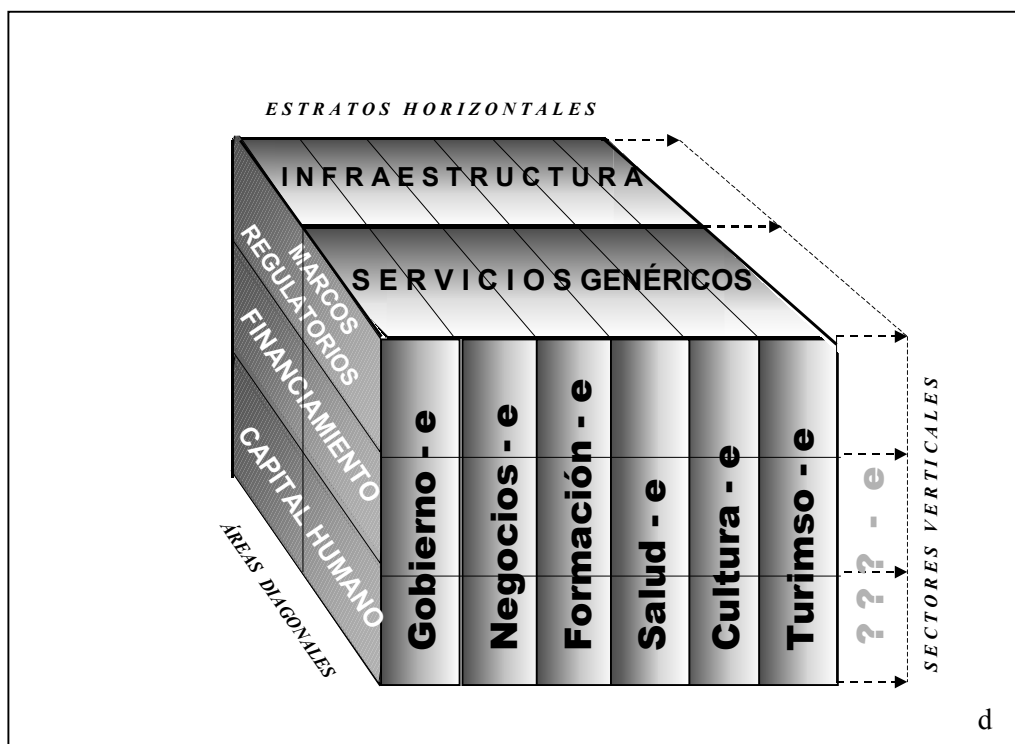 ESTRATOS HORIZONTALES
INFRAESTRUCTURA
SERVICIOS GENÉRICOS
MARCOS
REGULATORIOS
FINANCIAMIENTO
CAPITAL HUMANO
ÁREAS DIAGONALES
Gobierno - e
Negocios - e
Formación - e
Salud - e
Cultura - e
Turimso - e
? ? ? - e
SECTORES VERTICALES
d